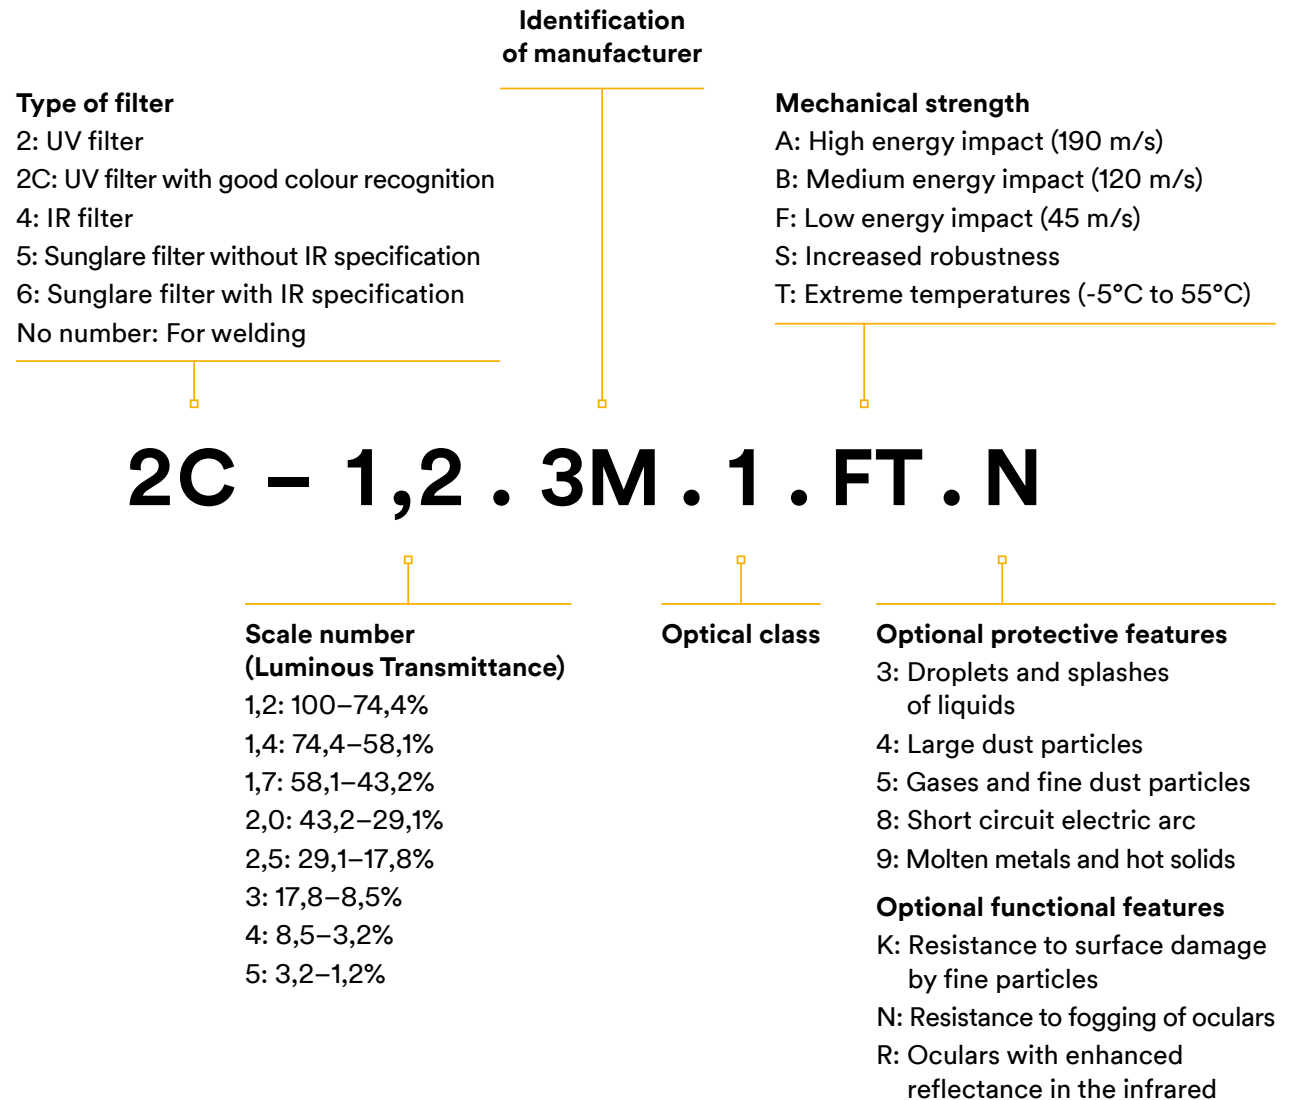 Identification
of manufacturer
Type of filter
2: UV filter
2C: UV filter with good colour recognition
4: IR filter
5: Sunglare filter without IR specification
6: Sunglare filter with IR specification
No number: For welding
Mechanical strength
A: High energy impact (190 m/s)
B: Medium energy impact (120 m/s)
F: Low energy impact (45 m/s)
S: Increased robustness
T: Extreme temperatures (-5°C to 55°C)
2C – 1,2 . 3M . 1 . FT . N
Scale number
(Luminous Transmittance)
1,2: 100–74,4%
1,4: 74,4–58,1%
1,7: 58,1–43,2%
2,0: 43,2–29,1%
2,5: 29,1–17,8%
3: 17,8–8,5%
4: 8,5–3,2%
5: 3,2–1,2%
Optical class
Optional protective features
3: Droplets and splashes
of liquids
4: Large dust particles
5: Gases and fine dust particles
8: Short circuit electric arc
9: Molten metals and hot solids
Optional functional features
K: Resistance to surface damage
by fine particles
N: Resistance to fogging of oculars
R: Oculars with enhanced
reflectance in the infrared